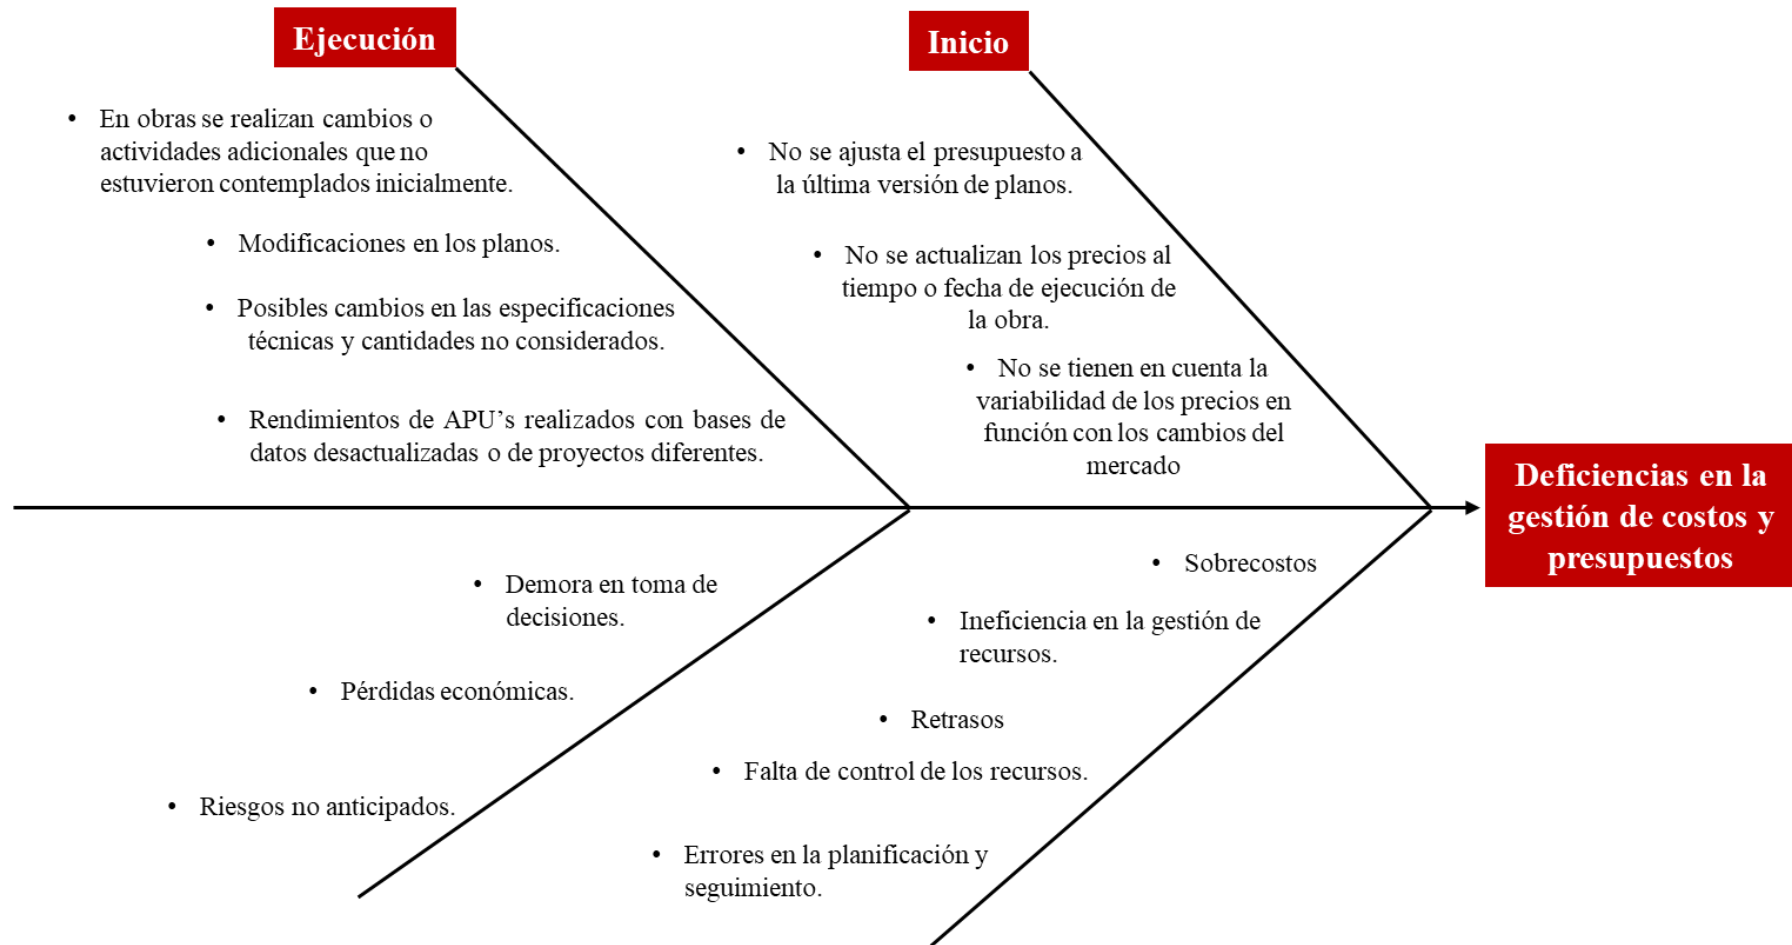 Ejecución
• En obras se realizan cambios o
actividades adicionales que no
estuvieron contemplados inicialmente.
• Modificaciones en los planos.
• Posibles cambios en las especificaciones
técnicas y cantidades no considerados.
• Rendimientos de APU’s realizados con bases de
datos desactualizadas o de proyectos diferentes.
Inicio
• No se ajusta el presupuesto a
la última versión de planos.
• No se actualizan los precios al
tiempo o fecha de ejecución de
la obra.
• No se tienen en cuenta la
variabilidad de los precios en
función con los cambios del
mercado
Deficiencias en la
gestión de costos y
presupuestos
• Demora en toma de
decisiones.
• Pérdidas económicas.
• Riesgos no anticipados.
• Sobrecostos
• Ineficiencia en la gestión de
recursos.
• Retrasos
• Falta de control de los recursos.
• Errores en la planificación y
seguimiento.